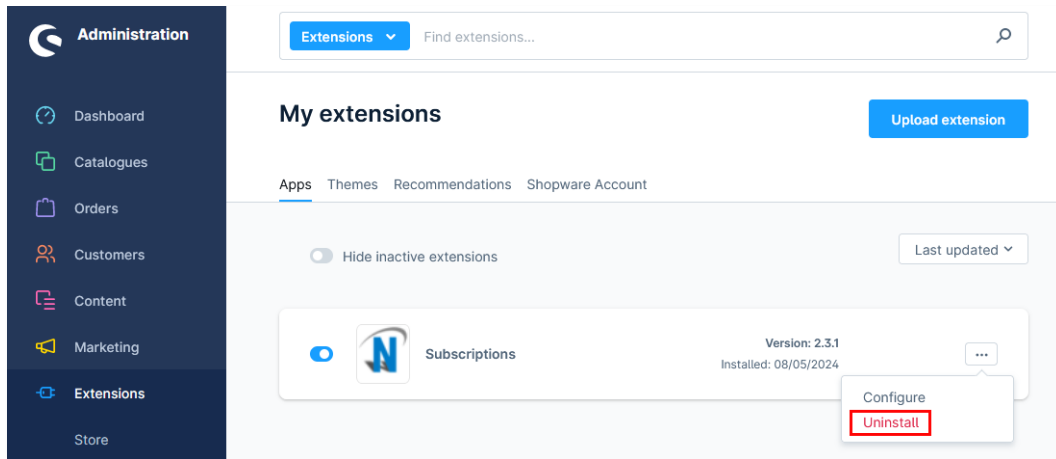 Administration
Extensions
Find extensions...
Dashboard
Catalogues
Orders
Customers
Content
Marketing
Extensions
Store
My extensions
Upload extension
Apps Themes Recommendations Shopware Account
Hide inactive extensions
Last updated
N
Subscriptions
Version: 2.3.1
Installed: 08/05/2024
...
Configure
Uninstall